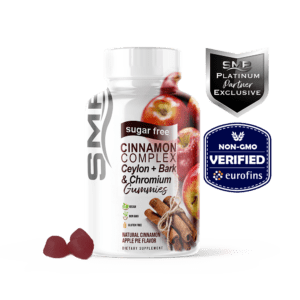 SMP
sugar free
CINNAMON
COMPLEX
Ceylon + Bark
& Chromium
Gummies
NATURAL CINNAMON
APPLE PIE FLAVOR
DIETARY SUPPLEMENT
SMP
PLATINUM
Partner
EXCLUSIVE
NON-GMO
VERIFIED
eurofins